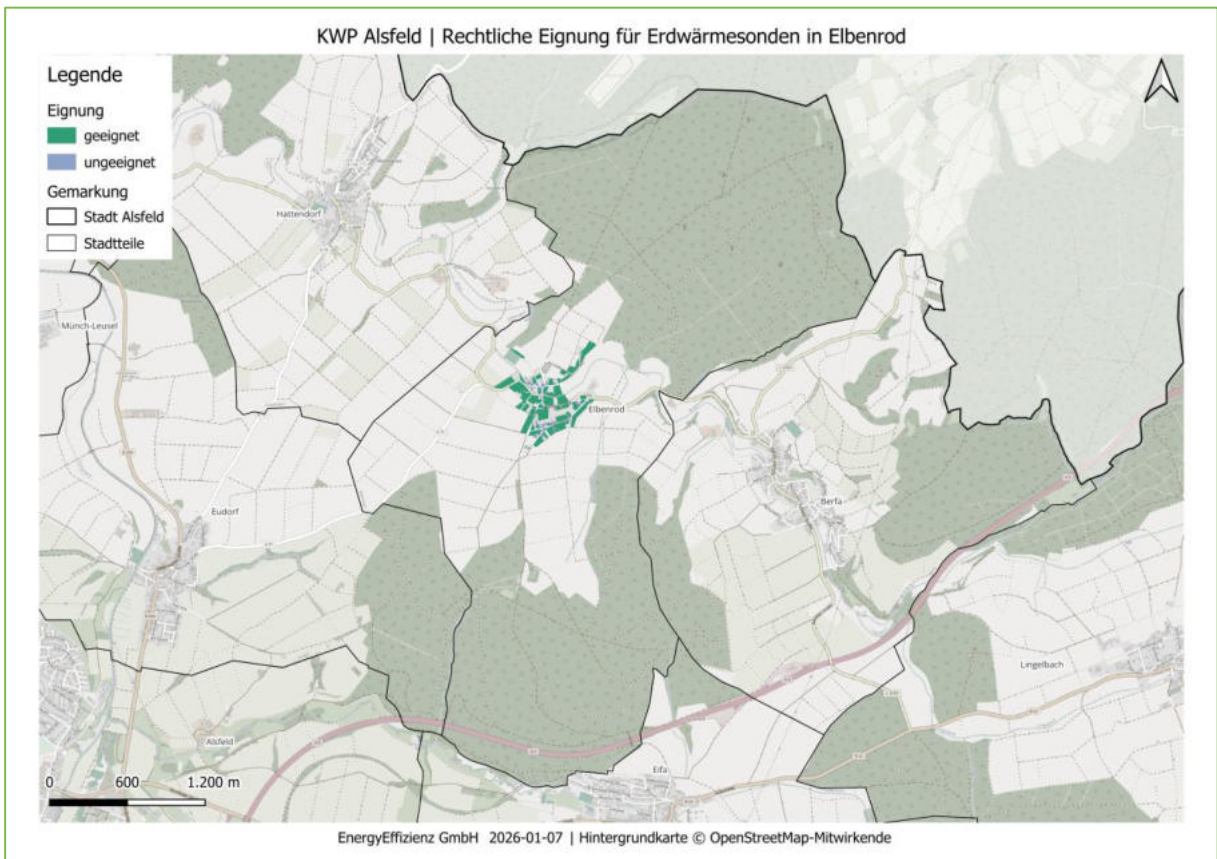 KWP Alsfeld | Rechtliche Eignung für Erdwärmesonden in Elbenrod
Legende
Eignung
geeignet
ungeeignet
Gemarkung
Stadt Alsfeld
Stadtteile
Hattendorf
Münch-Leusel
Elbenrod
Berfa
Eudorf
Lingelbach
Alsfeld
Eifa
0 600 1.200 m
EnergyEffizienz GmbH 2026-01-07 | Hintergrundkarte © OpenStreetMap-Mitwirkende